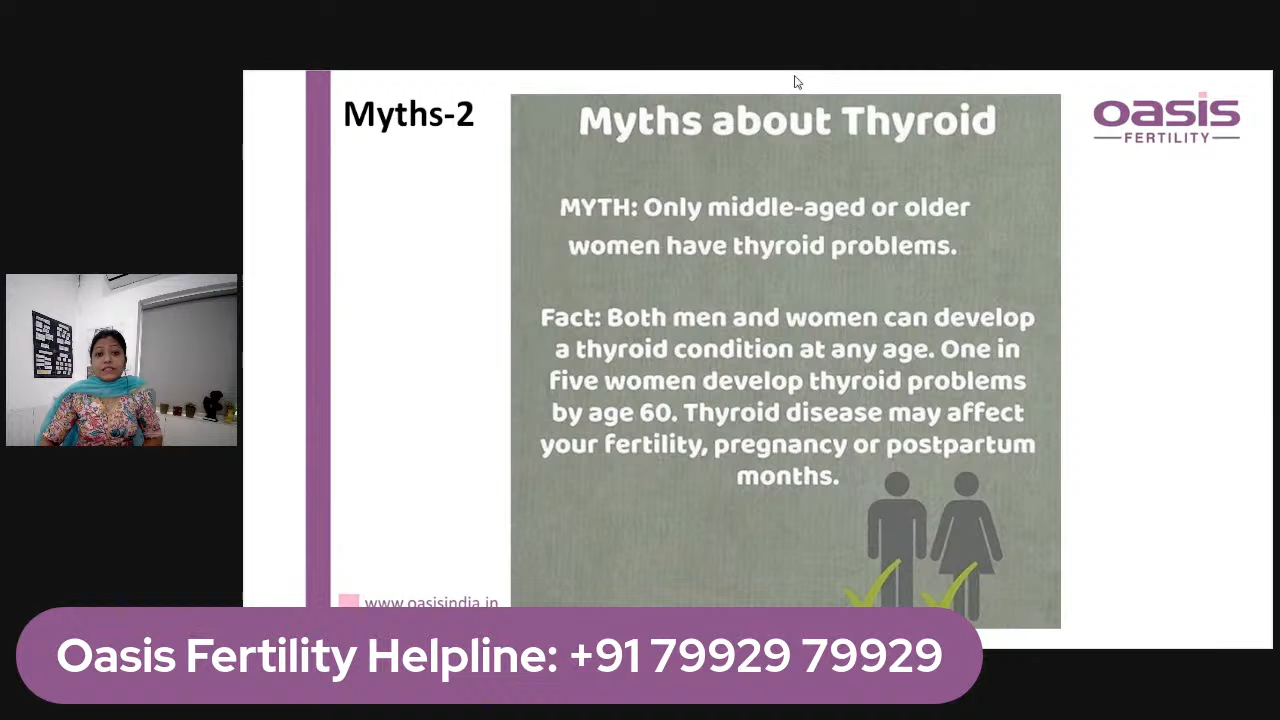 Myths-2
Myths about Thyroid
oasis
FERTILITY
MYTH: Only middle-aged or older
women have thyroid problems.
Fact: Both men and women can develop
a thyroid condition at any age. One in
five women develop thyroid problems
by age 60. Thyroid disease may affect
your fertility, pregnancy or postpartum
months.
www.oasisindia.in
Oasis Fertility Helpline: +91 79929 79929